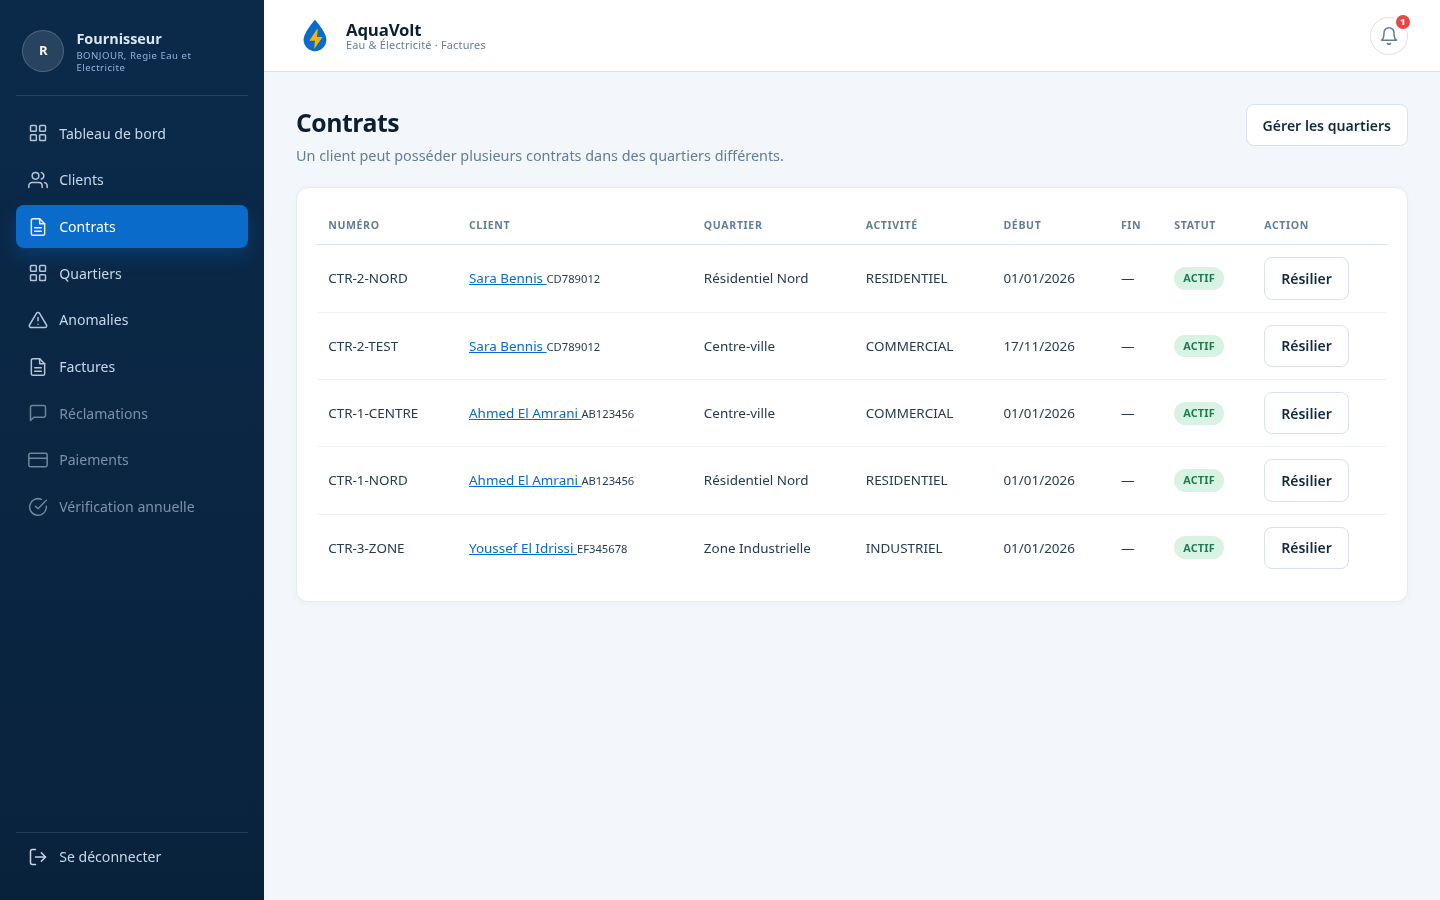 R
Fournisseur
BONJOUR, Regie Eau et
Electricite
Tableau de bord
Clients
Contrats
Quartiers
Anomalies
Factures
Réclamations
Paiements
Vérification annuelle
Se déconnecter
AquaVolt
Eau & Électricité · Factures
1
Contrats
Un client peut posséder plusieurs contrats dans des quartiers différents.
Gérer les quartiers
NUMÉRO CLIENT QUARTIER ACTIVITÉ DÉBUT FIN STATUT ACTION
CTR-2-NORD Sara Bennis CD789012 Résidentiel Nord RESIDENTIEL 01/01/2026 — ACTIF Résilier
CTR-2-TEST Sara Bennis CD789012 Centre-ville COMMERCIAL 17/11/2026 — ACTIF Résilier
CTR-1-CENTRE Ahmed El Amrani AB123456 Centre-ville COMMERCIAL 01/01/2026 — ACTIF Résilier
CTR-1-NORD Ahmed El Amrani AB123456 Résidentiel Nord RESIDENTIEL 01/01/2026 — ACTIF Résilier
CTR-3-ZONE Youssef El Idrissi EF345678 Zone Industrielle INDUSTRIEL 01/01/2026 — ACTIF Résilier